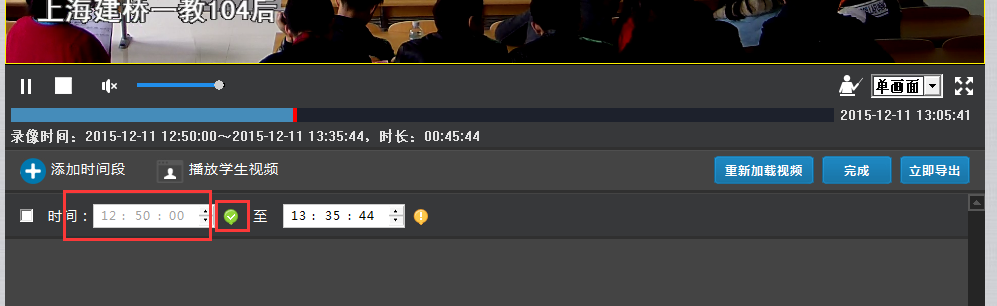 上海建桥一教104后
单画面
2015-12-11 13:05:41
录像时间：2015-12-11 12:50:00～2015-12-11 13:35:44，时长：00:45:44
添加时间段 播放学生视频 重新加载视频 完成 立即导出
时间： 12 : 50 : 00 至 13 : 35 : 44